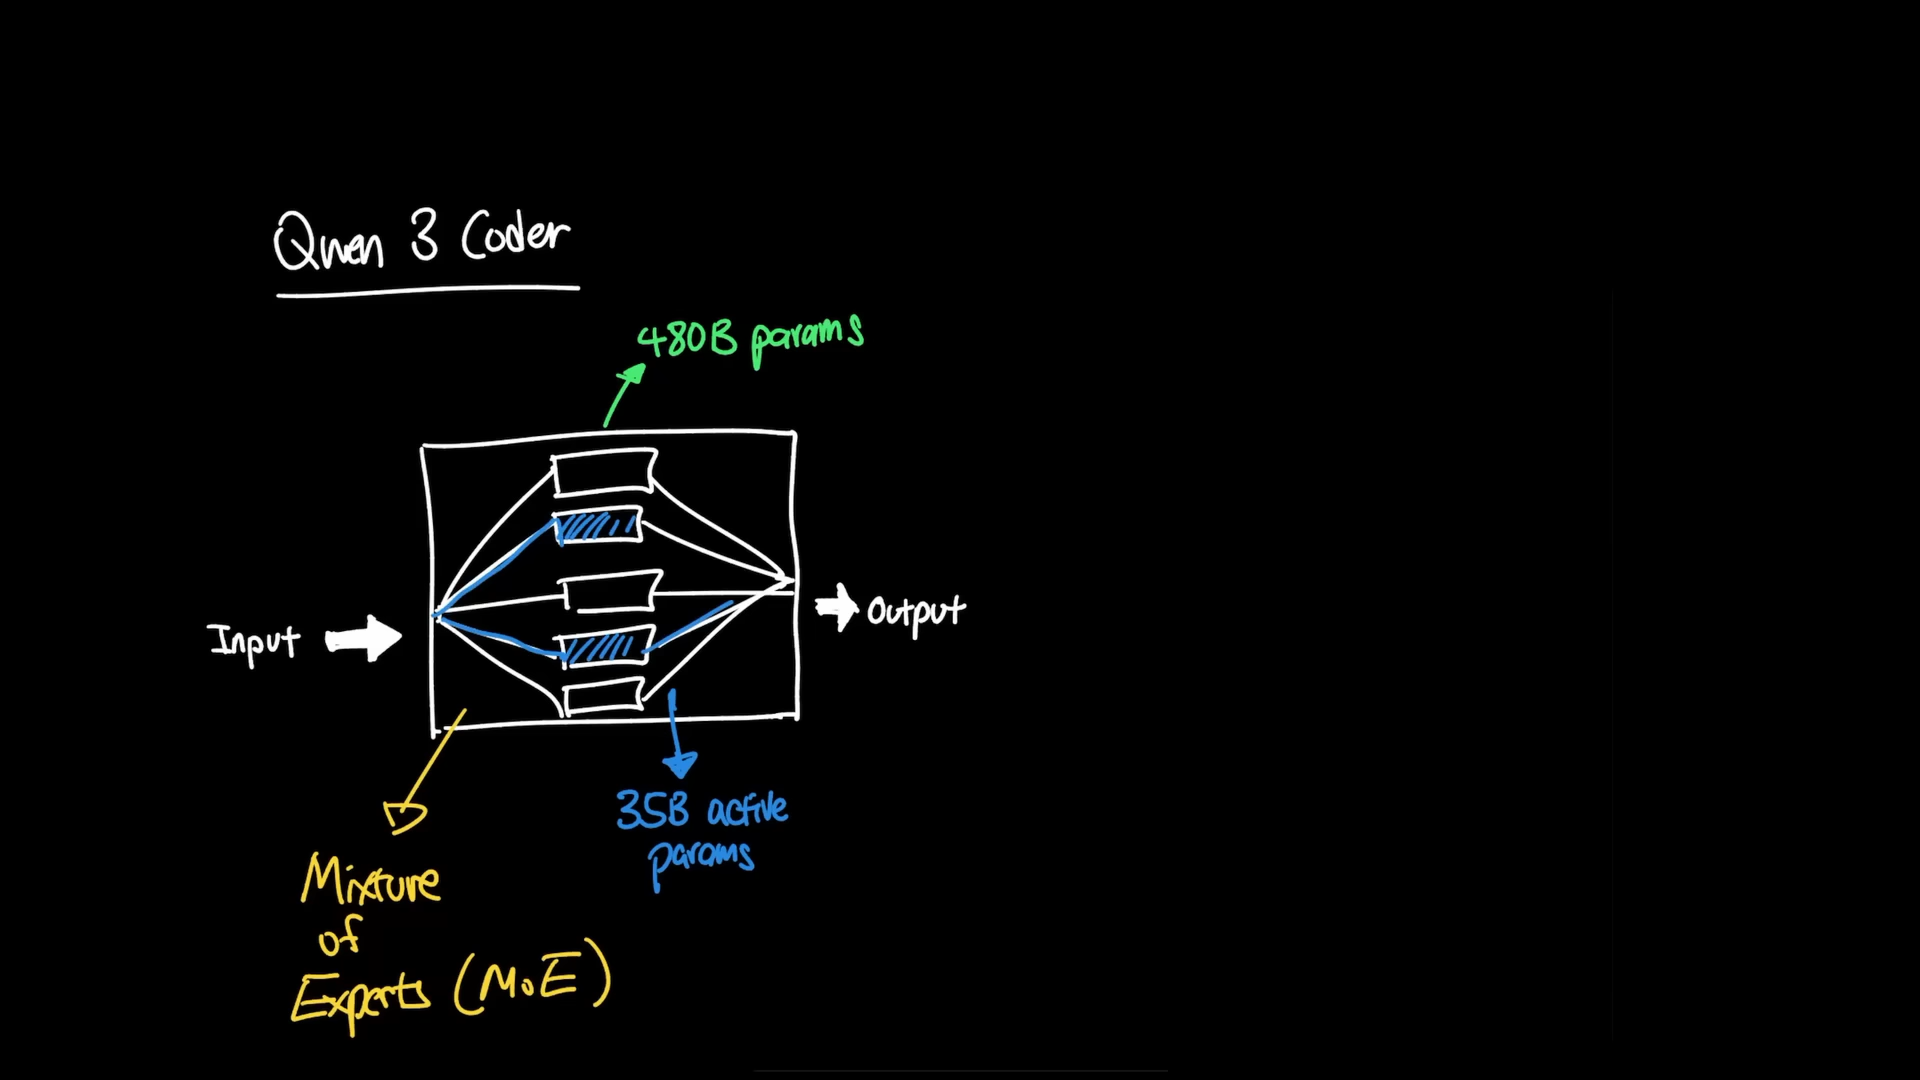 Qwen 3 Coder
480B params
Input
Output
35B active
params
Mixture
of
Experts (MoE)